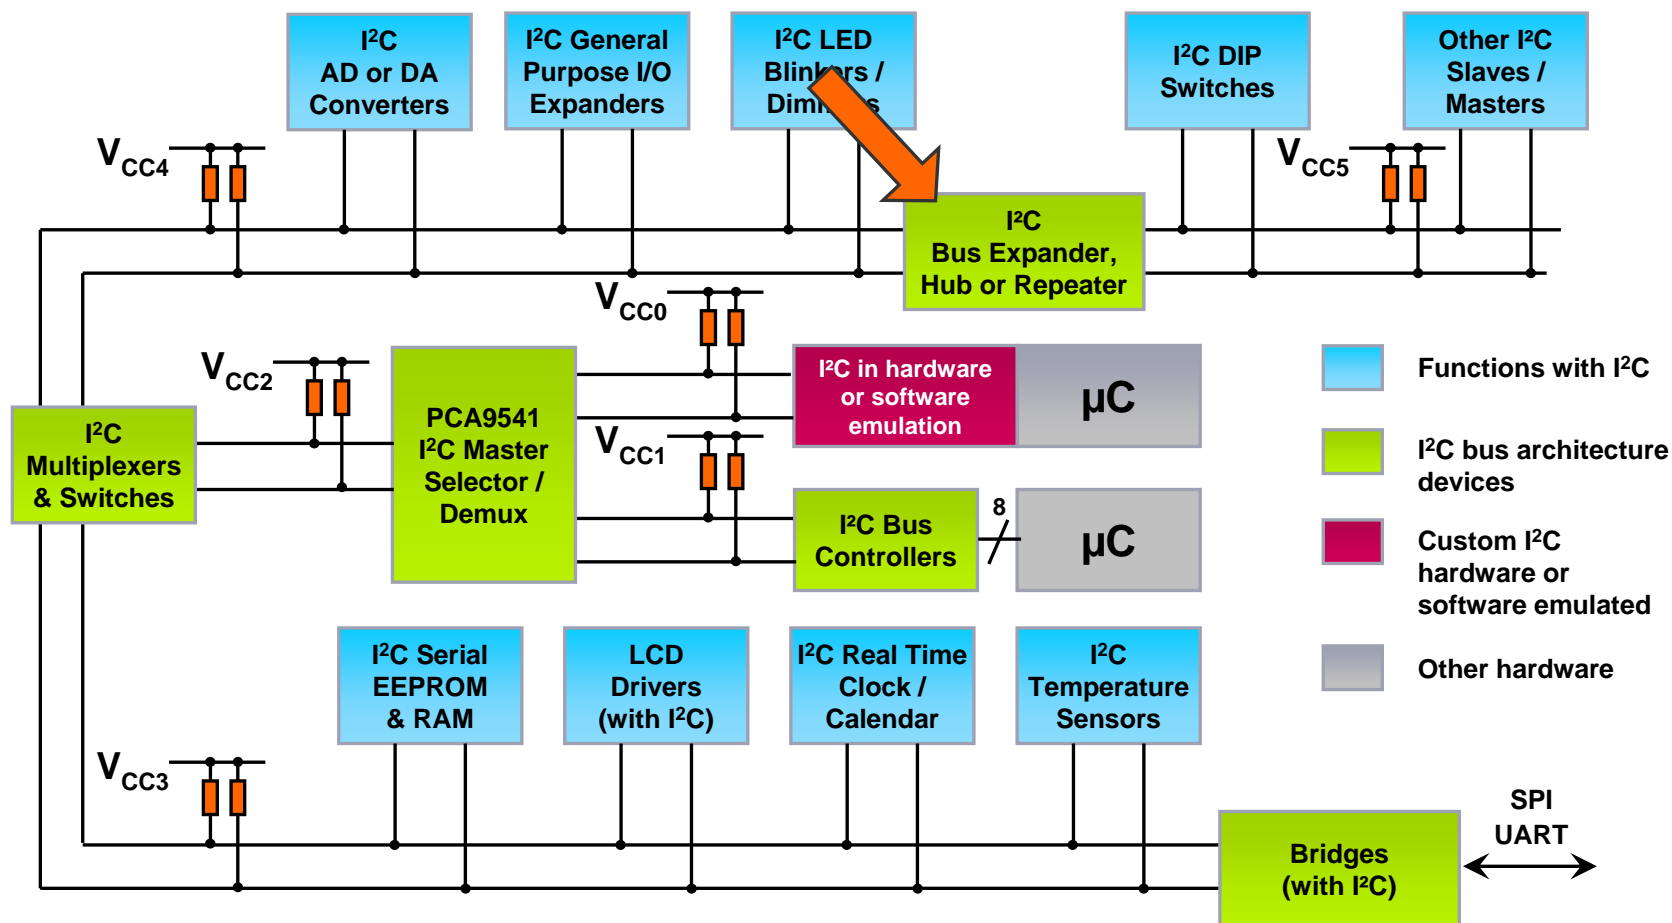 I²C
AD or DA
Converters
I²C General
Purpose I/O
Expanders
I²C LED
Blinkers /
I²C DIP
Switches
Other I²C
Slaves /
Masters
VCC4
VCC5
I²C
Bus Expander,
Hub or Repeater
VCC0
VCC2
I²C in hardware
or software
emulation
µC
Functions with I²C
I²C
Multiplexers
& Switches
PCA9541
I²C Master
Selector /
Demux
VCC1
I²C Bus
Controllers
8
µC
I²C bus architecture
devices
Custom I²C
hardware or
software emulated
Other hardware
I²C Serial
EEPROM
& RAM
LCD
Drivers
(with I²C)
I²C Real Time
Clock /
Calendar
I²C
Temperature
Sensors
VCC3
SPI
UART
Bridges
(with I²C)